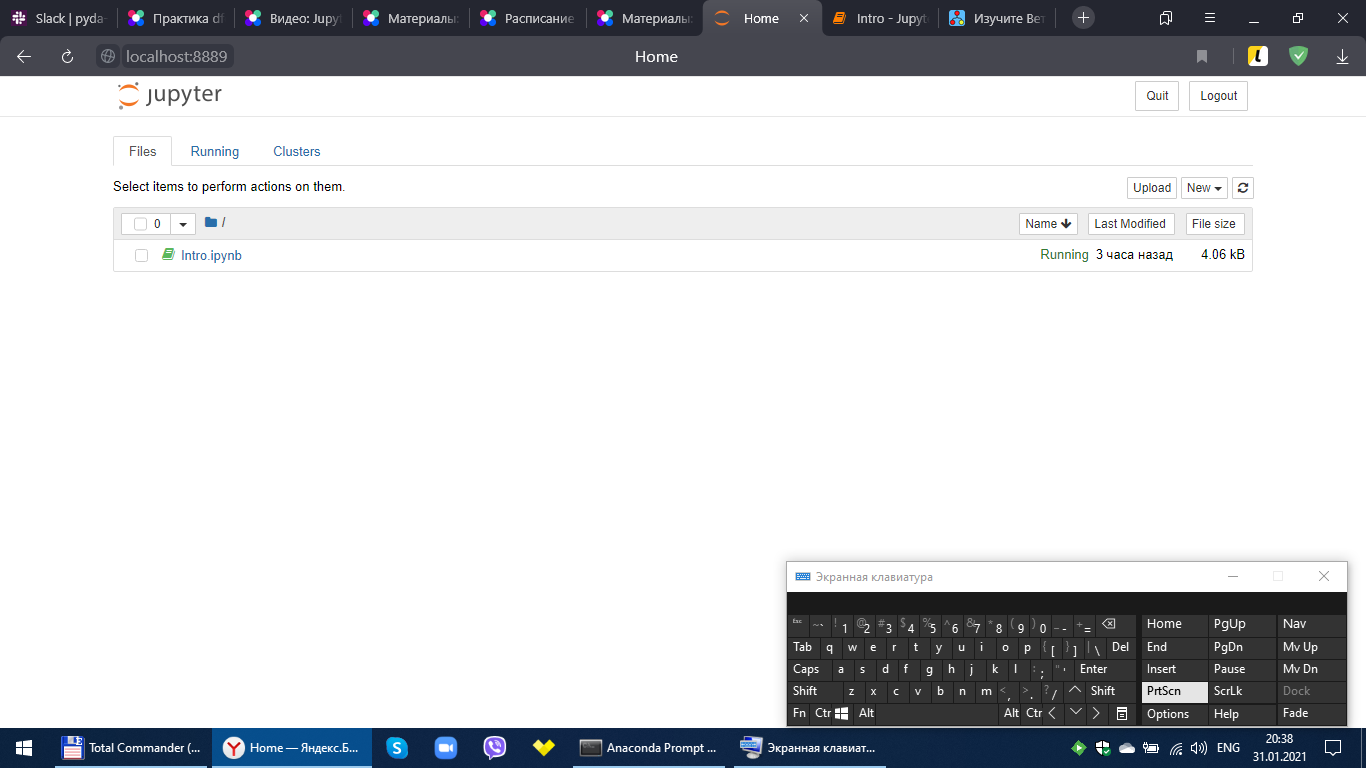 Slack | pyda-
Практика df
Видео: Jupy
Материалы:
Расписание
Материалы:
Home
Intro - Jupyt
Изучите Вет
localhost:8889
Home
jupyter
Quit
Logout
Files
Running
Clusters
Select items to perform actions on them.
Upload
New
0
/
Name
Last Modified
File size
Intro.ipynb
Running
3 часа назад
4.06 kB
Экранная клавиатура
Esc ~ ` ! 1 @ 2 # 3 $ 4 % 5 ^ 6 & 7 * 8 ( 9 ) 0 _ - + = Home PgUp Nav
Tab q w e r t y u i o p { [ } ] | \ Del End PgDn Mv Up
Caps a s d f g h j k l : ; " ' Enter Insert Pause Mv Dn
Shift z x c v b n m < , > . ? / Shift PrtScn ScrLk Dock
Fn Ctr Alt Alt Ctr Options Help Fade
Total Commander (...
Home — Яндекс.Б...
Anaconda Prompt ...
Экранная клавиат...
ENG
20:38
31.01.2021